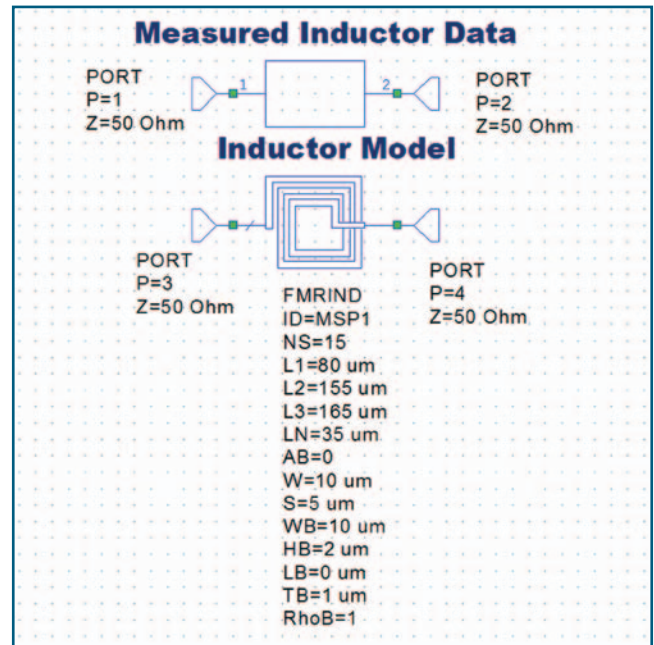 Measured Inductor Data
PORT
P=1
Z=50 Ohm
1
2
PORT
P=2
Z=50 Ohm
Inductor Model
PORT
P=3
Z=50 Ohm
PORT
P=4
Z=50 Ohm
FMRIND
ID=MSP1
NS=15
L1=80 um
L2=155 um
L3=165 um
LN=35 um
AB=0
W=10 um
S=5 um
WB=10 um
HB=2 um
LB=0 um
TB=1 um
RhoB=1